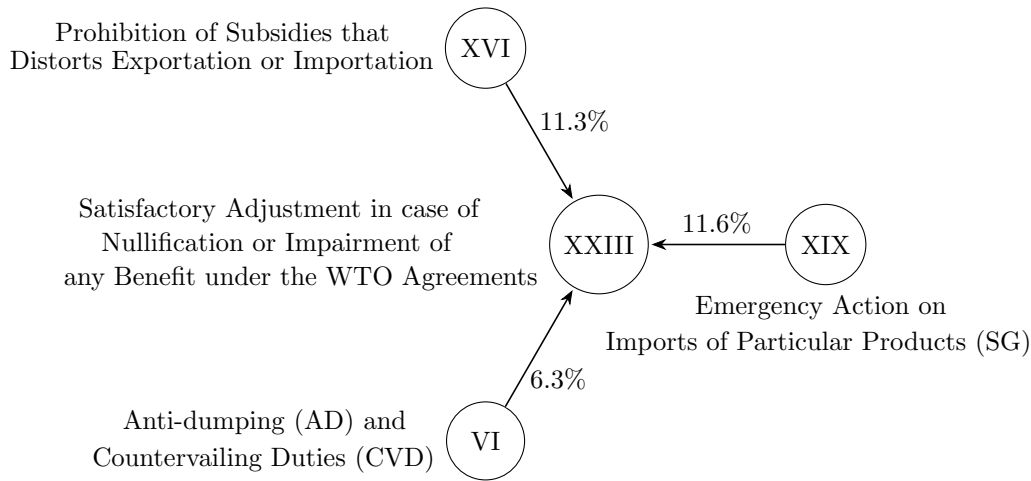 Prohibition of Subsidies that
Distorts Exportation or Importation
XVI
11.3%
Satisfactory Adjustment in case of
Nullification or Impairment of
any Benefit under the WTO Agreements
XXIII
11.6%
XIX
Emergency Action on
Imports of Particular Products (SG)
6.3%
Anti-dumping (AD) and
Countervailing Duties (CVD)
VI